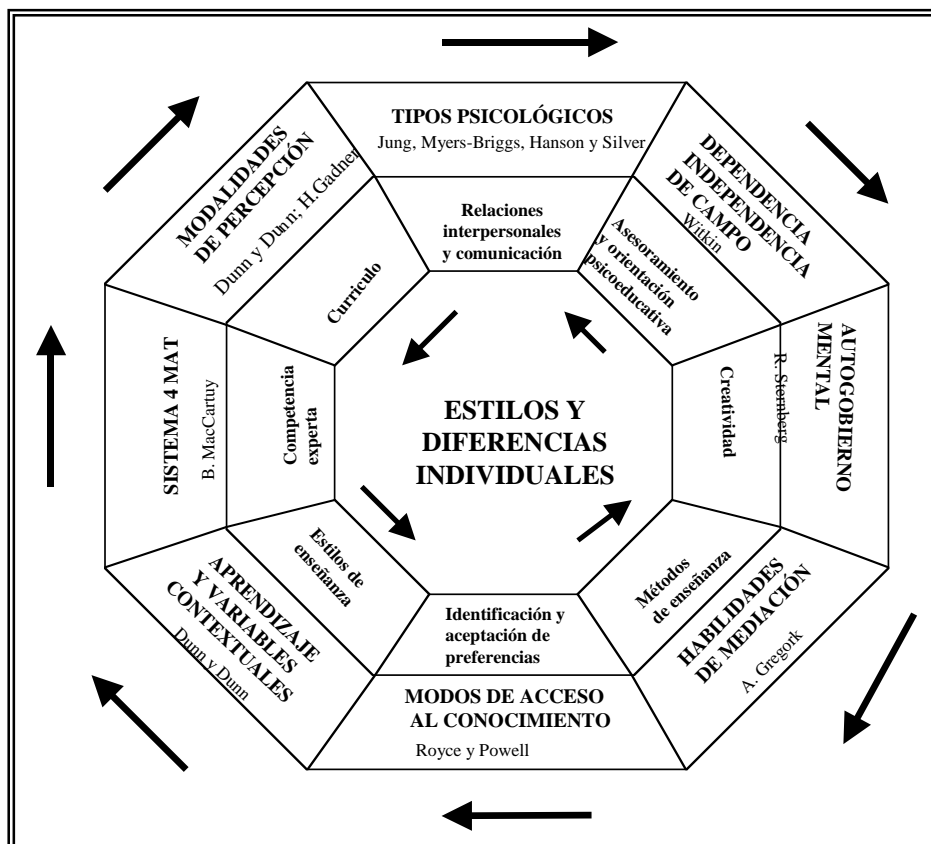 TIPOS PSICOLÓGICOS
Jung, Myers-Briggs, Hanson y Silver
Relaciones
interpersonales
y comunicación
DEPENDENCIA
INDEPENDENCIA
DE CAMPO
Witkin
Asesoramiento
y orientación
psicoeducativa
AUTOGOBIERNO
MENTAL
R. Sternberg
Creatividad
HABILIDADES
DE MEDIACIÓN
A. Gregork
Métodos
de enseñanza
MODOS DE ACCESO
AL CONOCIMIENTO
Royce y Powell
Identificación y
aceptación de
preferencias
APRENDIZAJE
Y VARIABLES
CONTEXTUALES
Dunn y Dunn
Estilos de
enseñanza
SISTEMA 4 MAT
B. MacCartuy
Competencia
experta
MODALIDADES
DE PERCEPCIÓN
Dunn y Dunn; H.Gadner
Curriculo
ESTILOS Y
DIFERENCIAS
INDIVIDUALES